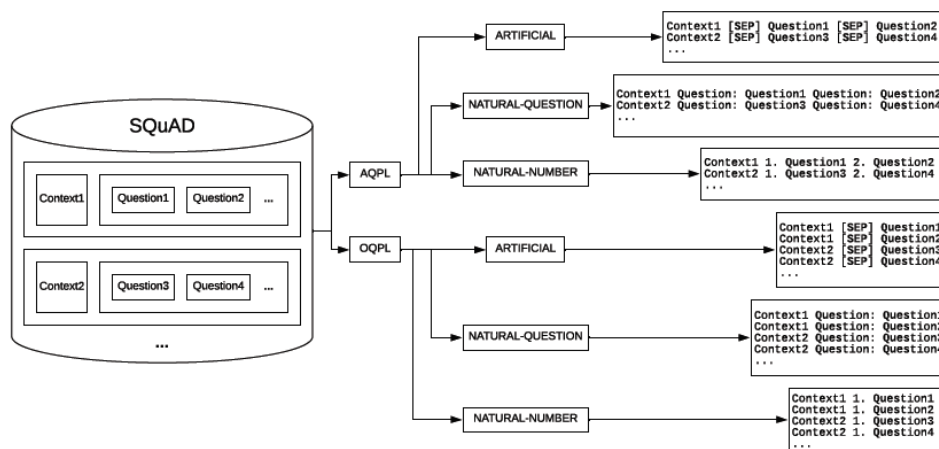 SQuAD
Context1
Question1
Question2
...
Context2
Question3
Question4
...
...
AQPL
OQPL
ARTIFICIAL
Context1 [SEP] Question1 [SEP] Question2
Context2 [SEP] Question3 [SEP] Question4
...
NATURAL-QUESTION
Context1 Question: Question1 Question: Question2
Context2 Question: Question3 Question: Question4
...
NATURAL-NUMBER
Context1 1. Question1 2. Question2
Context2 1. Question3 2. Question4
...
ARTIFICIAL
Context1 [SEP] Question1
Context1 [SEP] Question2
Context2 [SEP] Question3
Context2 [SEP] Question4
...
NATURAL-QUESTION
Context1 Question: Question1
Context1 Question: Question2
Context2 Question: Question3
Context2 Question: Question4
...
NATURAL-NUMBER
Context1 1. Question1
Context1 1. Question2
Context2 1. Question3
Context2 1. Question4
...